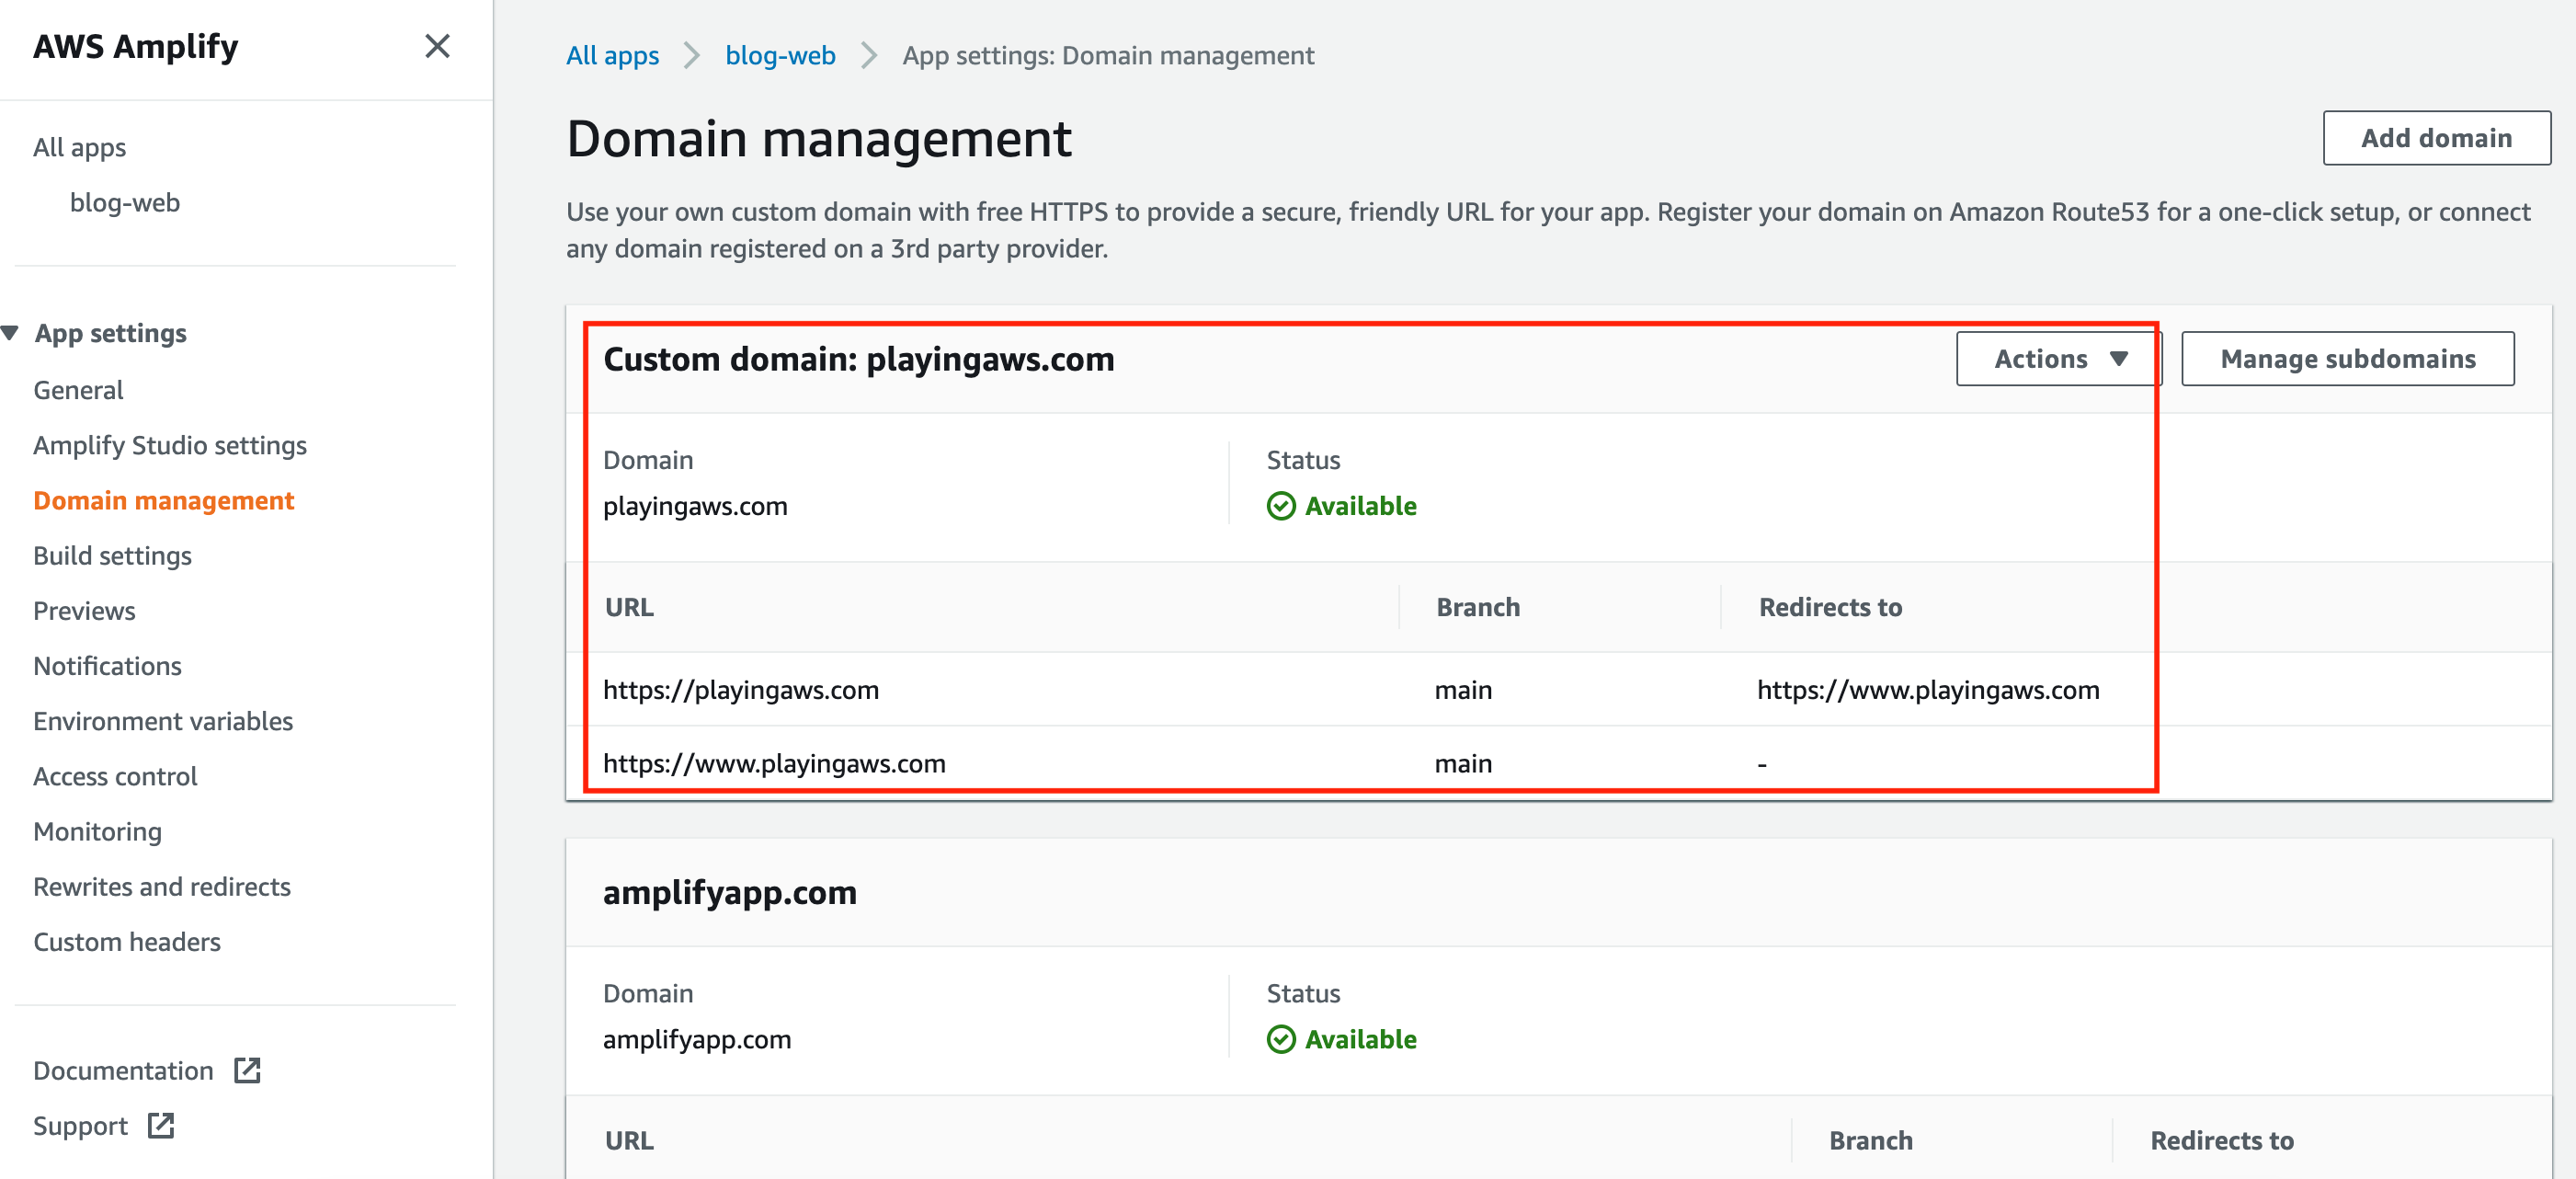 AWS Amplify
All apps
blog-web
App settings
General
Amplify Studio settings
Domain management
Build settings
Previews
Notifications
Environment variables
Access control
Monitoring
Rewrites and redirects
Custom headers
Documentation
Support
All apps > blog-web > App settings: Domain management
Domain management
Add domain
Use your own custom domain with free HTTPS to provide a secure, friendly URL for your app. Register your domain on Amazon Route53 for a one-click setup, or connect
any domain registered on a 3rd party provider.
Custom domain: playingaws.com
Actions
Manage subdomains
Domain
playingaws.com
Status
Available
URL Branch Redirects to
https://playingaws.com main https://www.playingaws.com
https://www.playingaws.com main -
amplifyapp.com
Domain
amplifyapp.com
Status
Available
URL Branch Redirects to